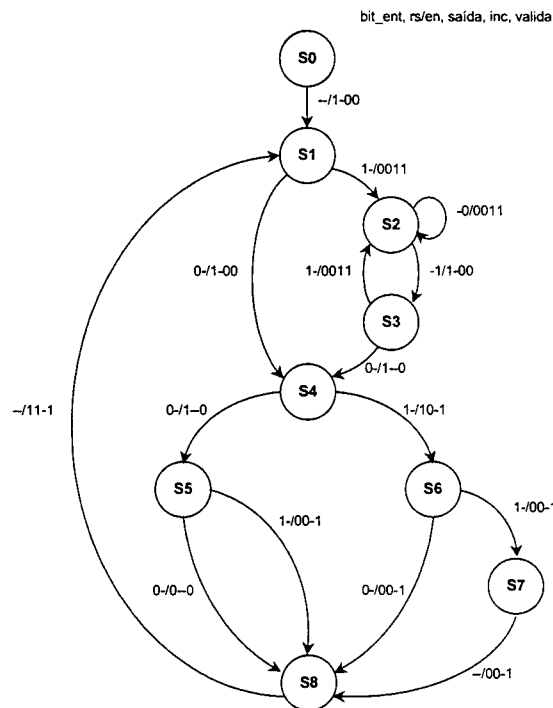 bit_ent, rs/en, saída, inc, valida
S0
--/1-00
S1
1-/0011
S2
-0/0011
0-/1-00
1-/0011
-1/1-00
S3
0-/1--0
S4
--/11-1
0-/1--0
1-/10-1
S5
S6
1-/00-1
1-/00-1
0-/0--0
0-/00-1
S7
--/00-1
S8